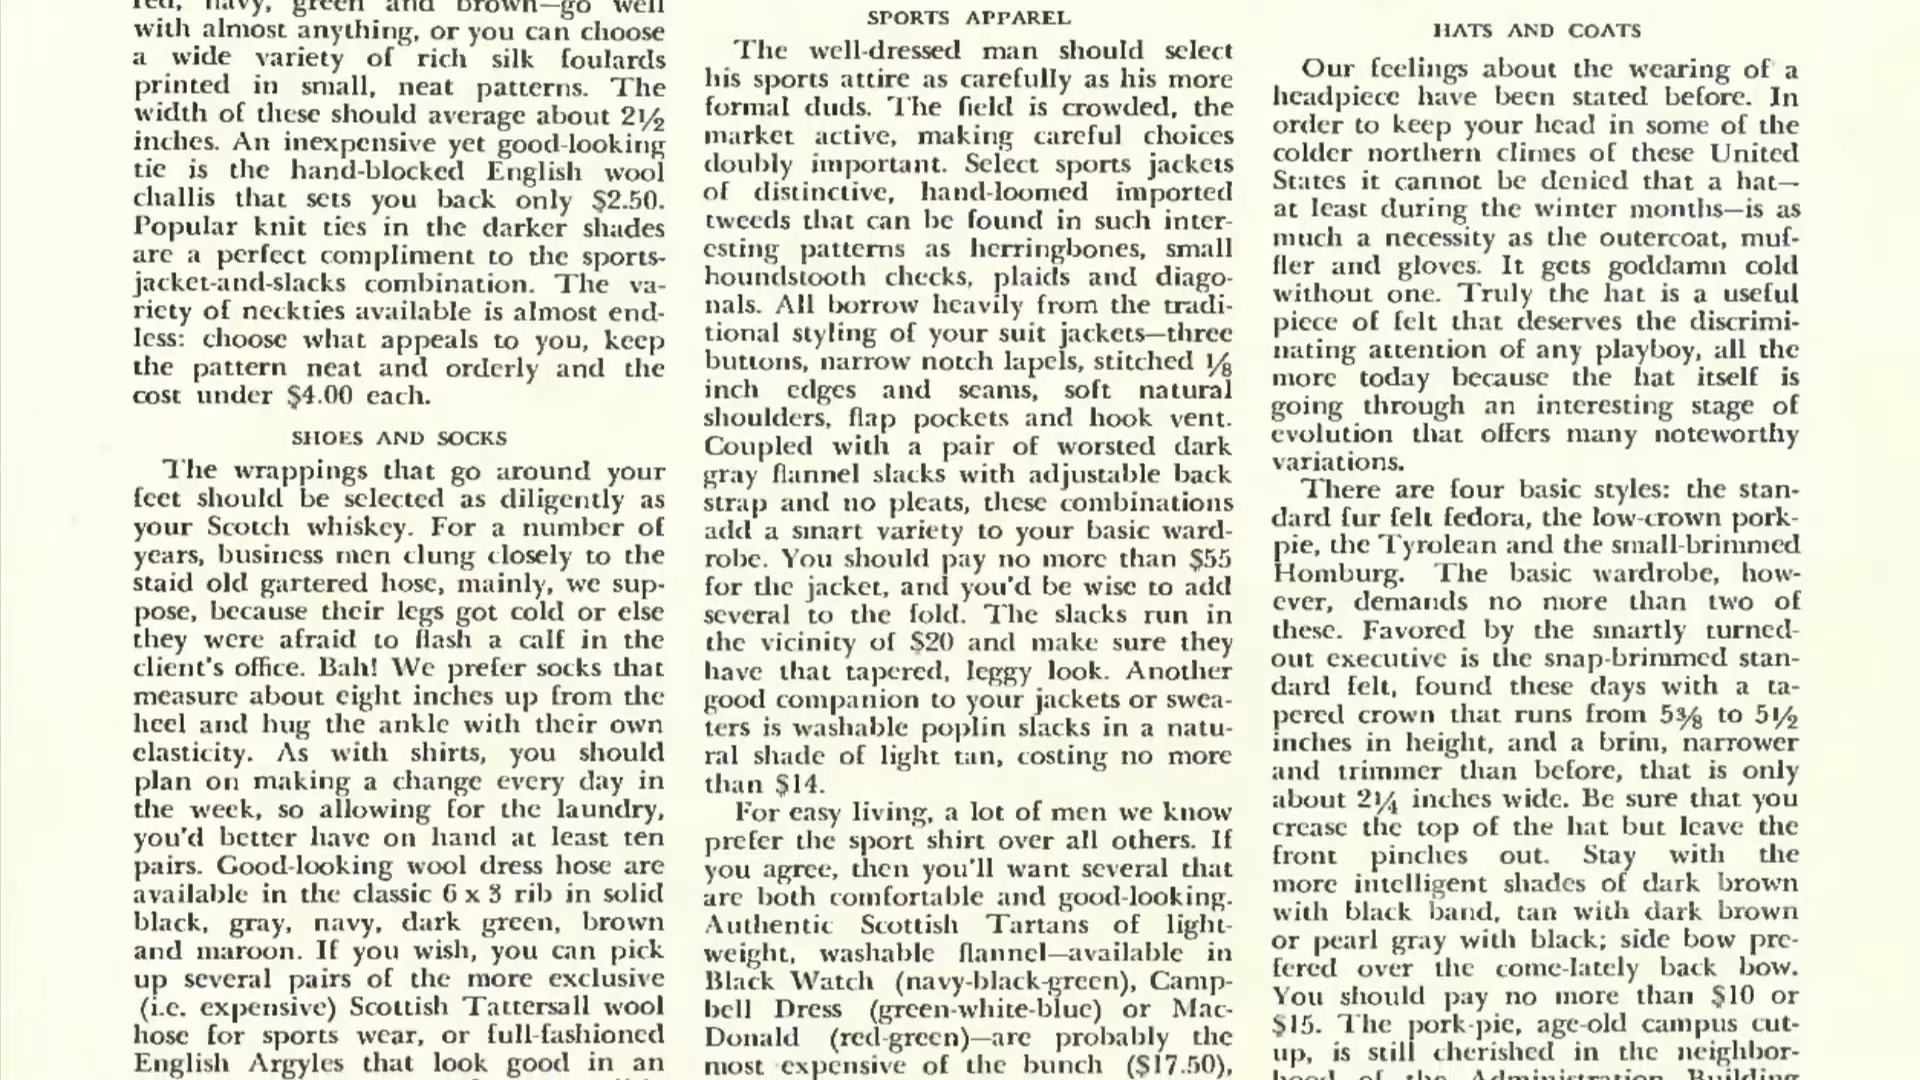 red, navy, green and brown—go well
with almost anything, or you can choose
a wide variety of rich silk foulards
printed in small, neat patterns. The
width of these should average about 2½
inches. An inexpensive yet good-looking
tie is the hand-blocked English wool
challis that sets you back only $2.50.
Popular knit ties in the darker shades
are a perfect compliment to the sports-
jacket-and-slacks combination. The va-
riety of neckties available is almost end-
less: choose what appeals to you, keep
the pattern neat and orderly and the
cost under $4.00 each.
SHOES AND SOCKS
The wrappings that go around your
feet should be selected as diligently as
your Scotch whiskey. For a number of
years, business men clung closely to the
staid old gartered hose, mainly, we sup-
pose, because their legs got cold or else
they were afraid to flash a calf in the
client's office. Bah! We prefer socks that
measure about eight inches up from the
heel and hug the ankle with their own
elasticity. As with shirts, you should
plan on making a change every day in
the week, so allowing for the laundry,
you'd better have on hand at least ten
pairs. Good-looking wool dress hose are
available in the classic 6 x 3 rib in solid
black, gray, navy, dark green, brown
and maroon. If you wish, you can pick
up several pairs of the more exclusive
(i.e. expensive) Scottish Tattersall wool
hose for sports wear, or full-fashioned
English Argyles that look good in an
SPORTS APPAREL
The well-dressed man should select
his sports attire as carefully as his more
formal duds. The field is crowded, the
market active, making careful choices
doubly important. Select sports jackets
of distinctive, hand-loomed imported
tweeds that can be found in such inter-
esting patterns as herringbones, small
houndstooth checks, plaids and diago-
nals. All borrow heavily from the tradi-
tional styling of your suit jackets—three
buttons, narrow notch lapels, stitched ⅛
inch edges and seams, soft natural
shoulders, flap pockets and hook vent.
Coupled with a pair of worsted dark
gray flannel slacks with adjustable back
strap and no pleats, these combinations
add a smart variety to your basic ward-
robe. You should pay no more than $55
for the jacket, and you'd be wise to add
several to the fold. The slacks run in
the vicinity of $20 and make sure they
have that tapered, leggy look. Another
good companion to your jackets or swea-
ters is washable poplin slacks in a natu-
ral shade of light tan, costing no more
than $14.
For easy living, a lot of men we know
prefer the sport shirt over all others. If
you agree, then you'll want several that
are both comfortable and good-looking.
Authentic Scottish Tartans of light-
weight, washable flannel—available in
Black Watch (navy-black-green), Camp-
bell Dress (green-white-blue) or Mac-
Donald (red-green)—are probably the
most expensive of the bunch ($17.50),
HATS AND COATS
Our feelings about the wearing of a
headpiece have been stated before. In
order to keep your head in some of the
colder northern climes of these United
States it cannot be denied that a hat—
at least during the winter months—is as
much a necessity as the outercoat, muf-
fler and gloves. It gets goddamn cold
without one. Truly the hat is a useful
piece of felt that deserves the discrimi-
nating attention of any playboy, all the
more today because the hat itself is
going through an interesting stage of
evolution that offers many noteworthy
variations.
There are four basic styles: the stan-
dard fur felt fedora, the low-crown pork-
pie, the Tyrolean and the small-brimmed
Homburg. The basic wardrobe, how-
ever, demands no more than two of
these. Favored by the smartly turned-
out executive is the snap-brimmed stan-
dard felt, found these days with a ta-
pered crown that runs from 5⅜ to 5½
inches in height, and a brim, narrower
and trimmer than before, that is only
about 2¼ inches wide. Be sure that you
crease the top of the hat but leave the
front pinches out. Stay with the
more intelligent shades of dark brown
with black band, tan with dark brown
or pearl gray with black; side bow pre-
fered over the come-lately back bow.
You should pay no more than $10 or
$15. The pork-pie, age-old campus cut-
up, is still cherished in the neighbor-
hood of the Administration Building